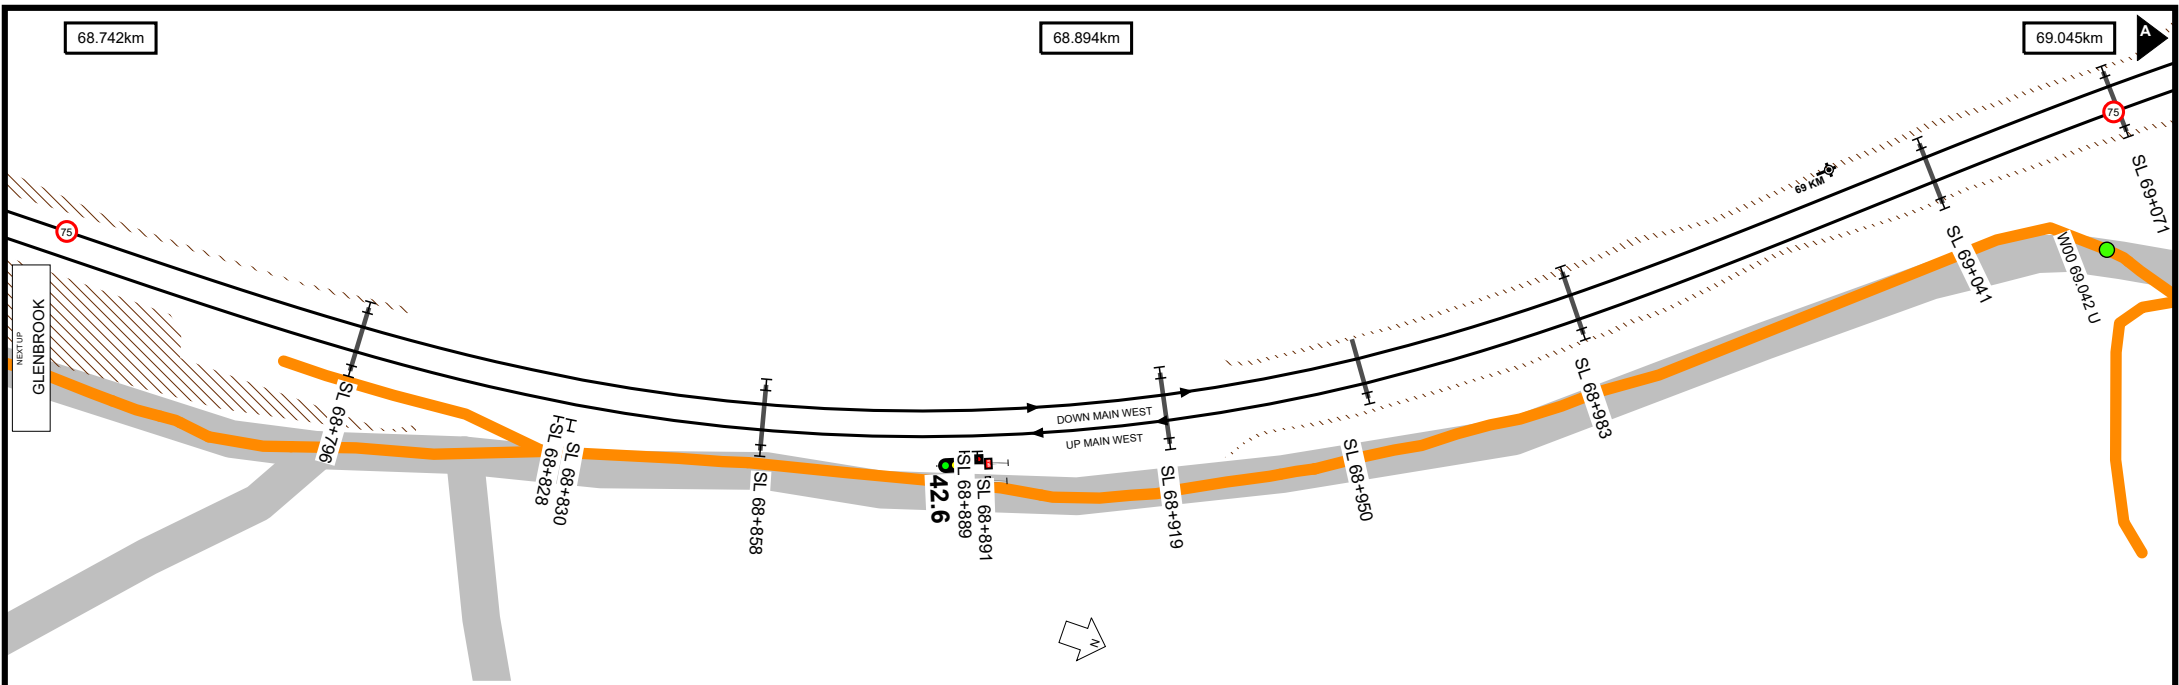 68.742km
68.894km
69.045km
A
75
75
69 KM
SL 69+071
SL 69+041
W00 69.042 U
NEXT UP
GLENBROOK
SL 68+796
SL 68+828
SL 68+830
SL 68+858
DOWN MAIN WEST
UP MAIN WEST
42.6
SL 68+889
SL 68+891
SL 68+919
SL 68+950
SL 68+983
N